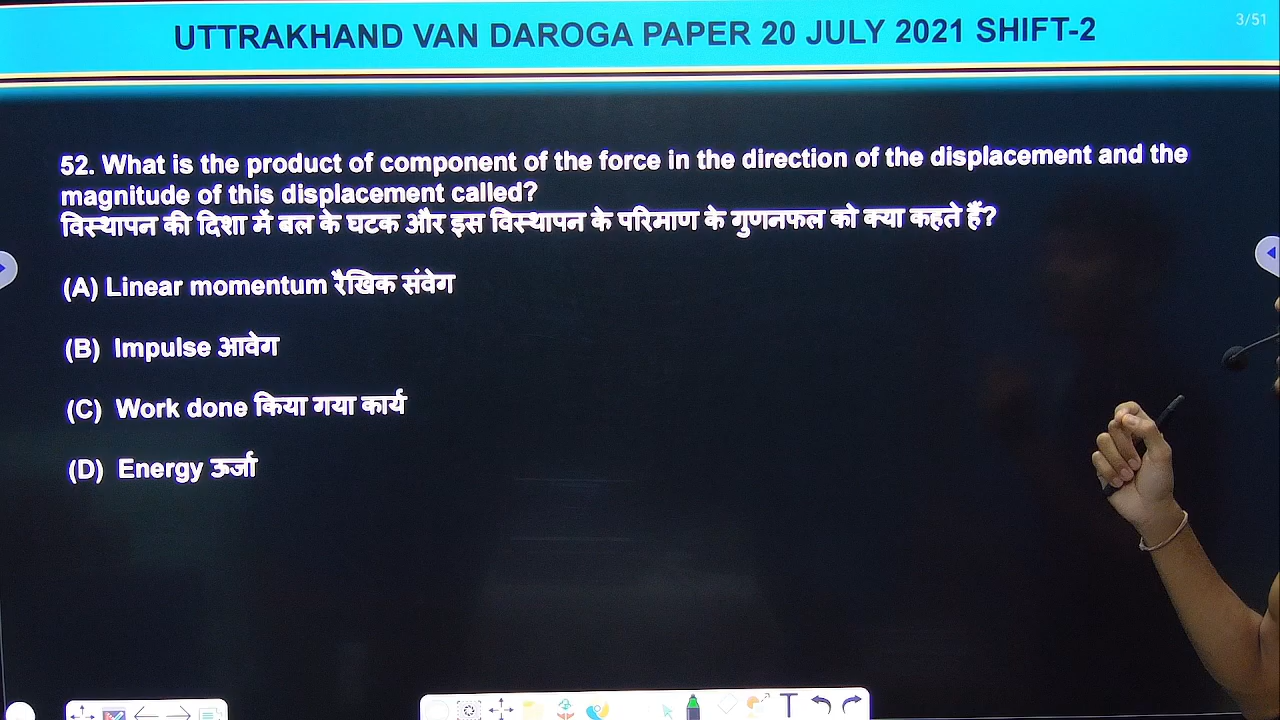 UTTRAKHAND VAN DAROGA PAPER 20 JULY 2021 SHIFT-2
3/51
52. What is the product of component of the force in the direction of the displacement and the
magnitude of this displacement called?
विस्थापन की दिशा में बल के घटक और इस विस्थापन के परिमाण के गुणनफल को क्या कहते हैं?
(A) Linear momentum रैखिक संवेग
(B) Impulse आवेग
(C) Work done किया गया कार्य
(D) Energy ऊर्जा
T